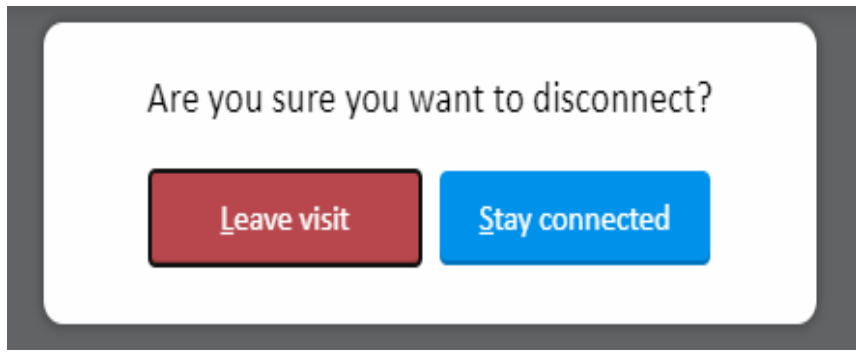 Are you sure you want to disconnect?
Leave visit
Stay connected